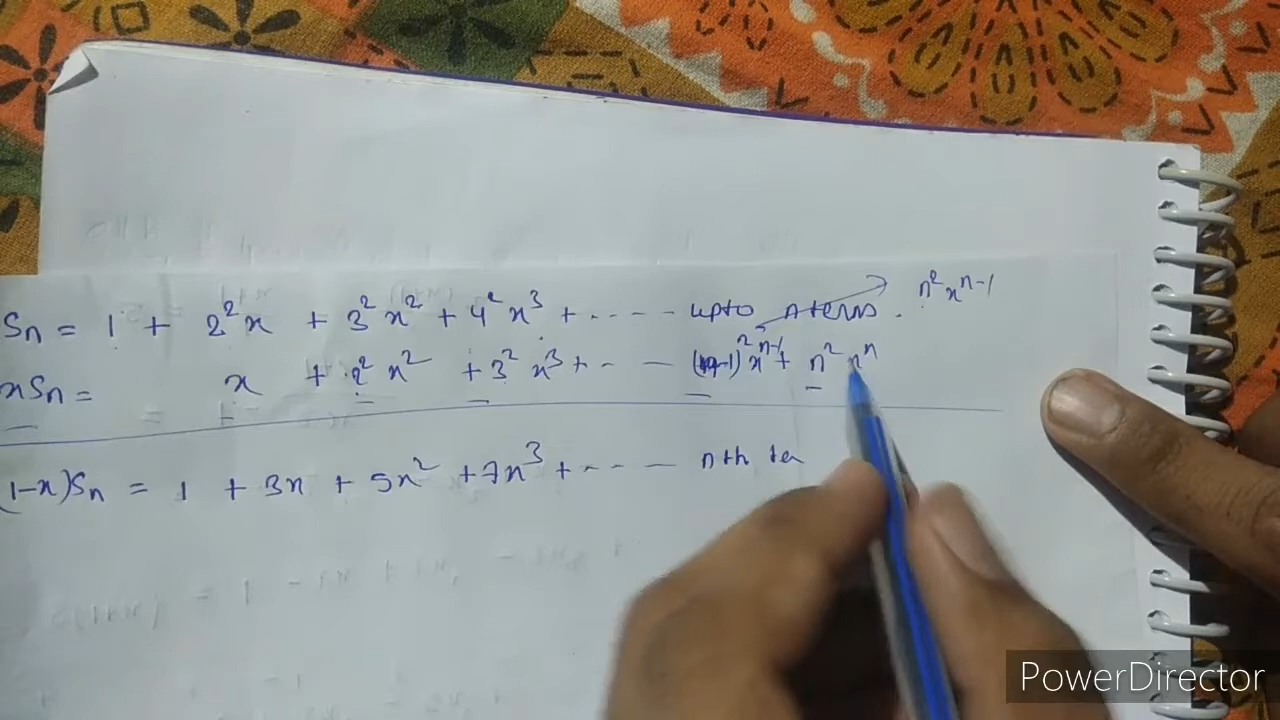 Sn = 1 + 2²x + 3²x² + 4²x³ + ..... upto n terms. n²xⁿ⁻¹
xSn = x + 2²x² + 3²x³ + .. — (n-1)²xⁿ⁻¹ + n²xⁿ
(1-x)Sn = 1 + 3x + 5x² + 7x³ + .... — nth te
PowerDirector